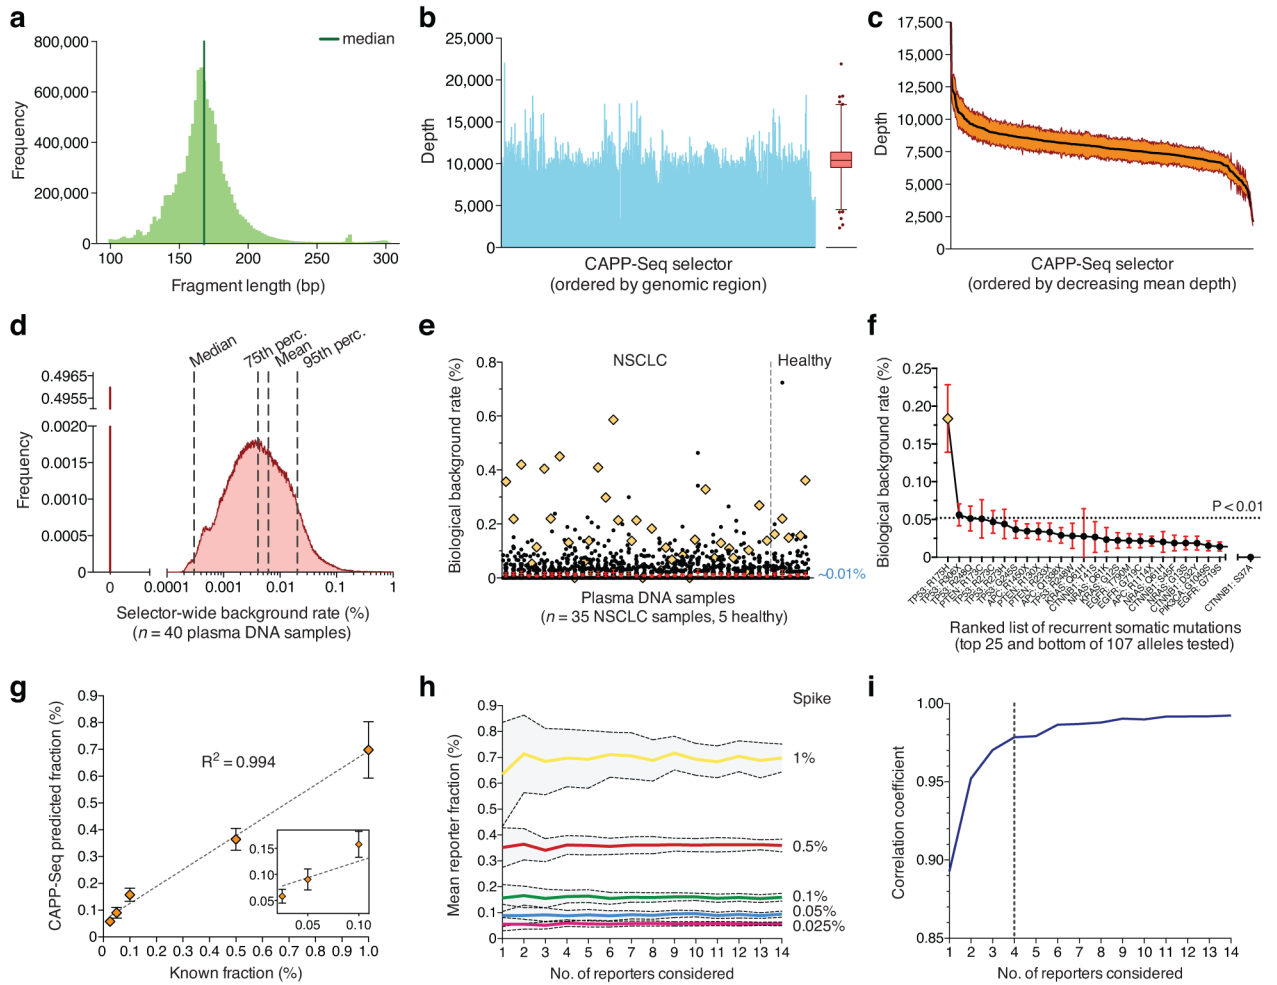 a
800,000
600,000
400,000
200,000
0
Frequency
median
100
150
200
250
300
Fragment length (bp)
b
25,000
20,000
15,000
10,000
5,000
0
Depth
CAPP-Seq selector
(ordered by genomic region)
c
17,500
12,500
10,000
7,500
5,000
2,500
0
Depth
CAPP-Seq selector
(ordered by decreasing mean depth)
d
Median
75th perc.
Mean
95th perc.
0.4965
0.4955
0.0020
0.0015
0.0010
0.0005
0
Frequency
0
0.0001
0.001
0.01
0.1
1
Selector-wide background rate (%)
(n = 40 plasma DNA samples)
e
NSCLC
Healthy
0.8
0.6
0.4
0.2
0
Biological background rate (%)
~0.01%
Plasma DNA samples
(n = 35 NSCLC samples, 5 healthy)
f
0.25
0.20
0.15
0.10
0.05
0
Biological background rate (%)
P < 0.01
TP53: R175H
EGFR: G719S
CTNNB1: S37A
Ranked list of recurrent somatic mutations
(top 25 and bottom of 107 alleles tested)
g
0.9
0.8
0.7
0.6
0.5
0.4
0.3
0.2
0.1
0
CAPP-Seq predicted fraction (%)
R² = 0.994
0.15
0.10
0.05
0.05
0.10
0
0.1
0.2
0.3
0.4
0.5
0.6
0.7
0.8
0.9
1.0
Known fraction (%)
h
Spike
0.9
0.8
0.7
0.6
0.5
0.4
0.3
0.2
0.1
0
Mean reporter fraction (%)
1%
0.5%
0.1%
0.05%
0.025%
1 2 3 4 5 6 7 8 9 10 11 12 13 14
No. of reporters considered
i
1.00
0.95
0.90
0.85
Correlation coefficient
1 2 3 4 5 6 7 8 9 10 11 12 13 14
No. of reporters considered